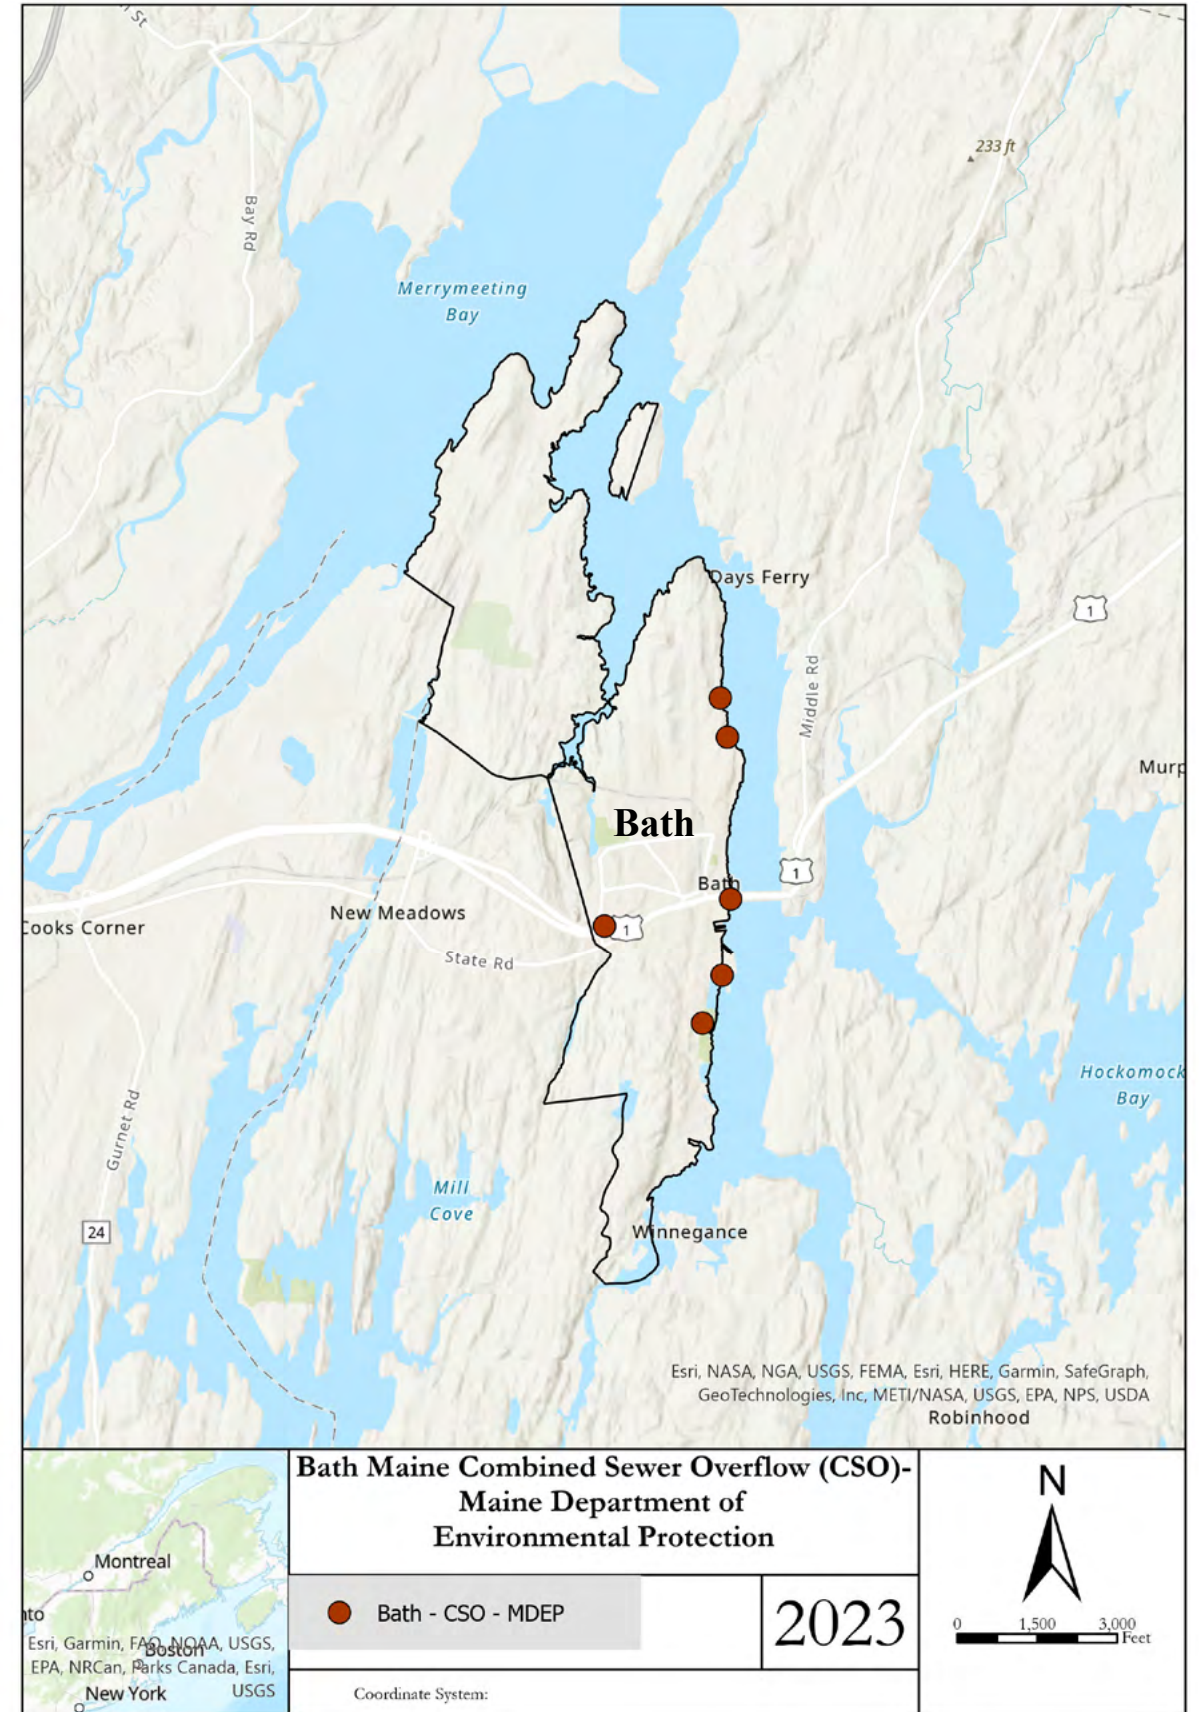 St
Bay Rd
233 ft
Merrymeeting
Bay
Days Ferry
1
Middle Rd
Murp
Bath
1
Bath
New Meadows
Cooks Corner
1
State Rd
Hockomock
Bay
Gurnet Rd
Mill
Cove
24
Winnegance
Esri, NASA, NGA, USGS, FEMA, Esri, HERE, Garmin, SafeGraph,
GeoTechnologies, Inc, METI/NASA, USGS, EPA, NPS, USDA
Robinhood
Bath Maine Combined Sewer Overflow (CSO)-
Maine Department of
Environmental Protection
N
Montreal
Bath - CSO - MDEP
2023
0 1,500 3,000
Feet
nto
Esri, Garmin, FAO, NOAA, USGS,
Boston
EPA, NRCan, Parks Canada, Esri,
USGS
New York
Coordinate System: